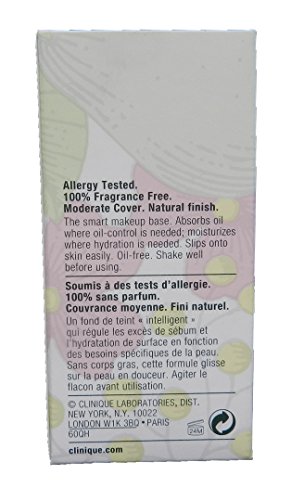 Allergy Tested.
100% Fragrance Free.
Moderate Cover. Natural finish.
The smart makeup base. Absorbs oil
where oil-control is needed; moisturizes
where hydration is needed. Slips onto
skin easily. Oil-free. Shake well
before using.
Soumis à des tests d'allergie.
100% sans parfum.
Couvrance moyenne. Fini naturel.
Un fond de teint « intelligent »
qui régule les excès de sébum et
l'hydratation de surface en fonction
des besoins spécifiques de la peau.
Sans corps gras, cette formule glisse
sur la peau en douceur. Agiter le
flacon avant utilisation.
© CLINIQUE LABORATORIES, DIST.
NEW YORK, N.Y. 10022
LONDON W1K 3BQ • PARIS
60QH
24M
clinique.com